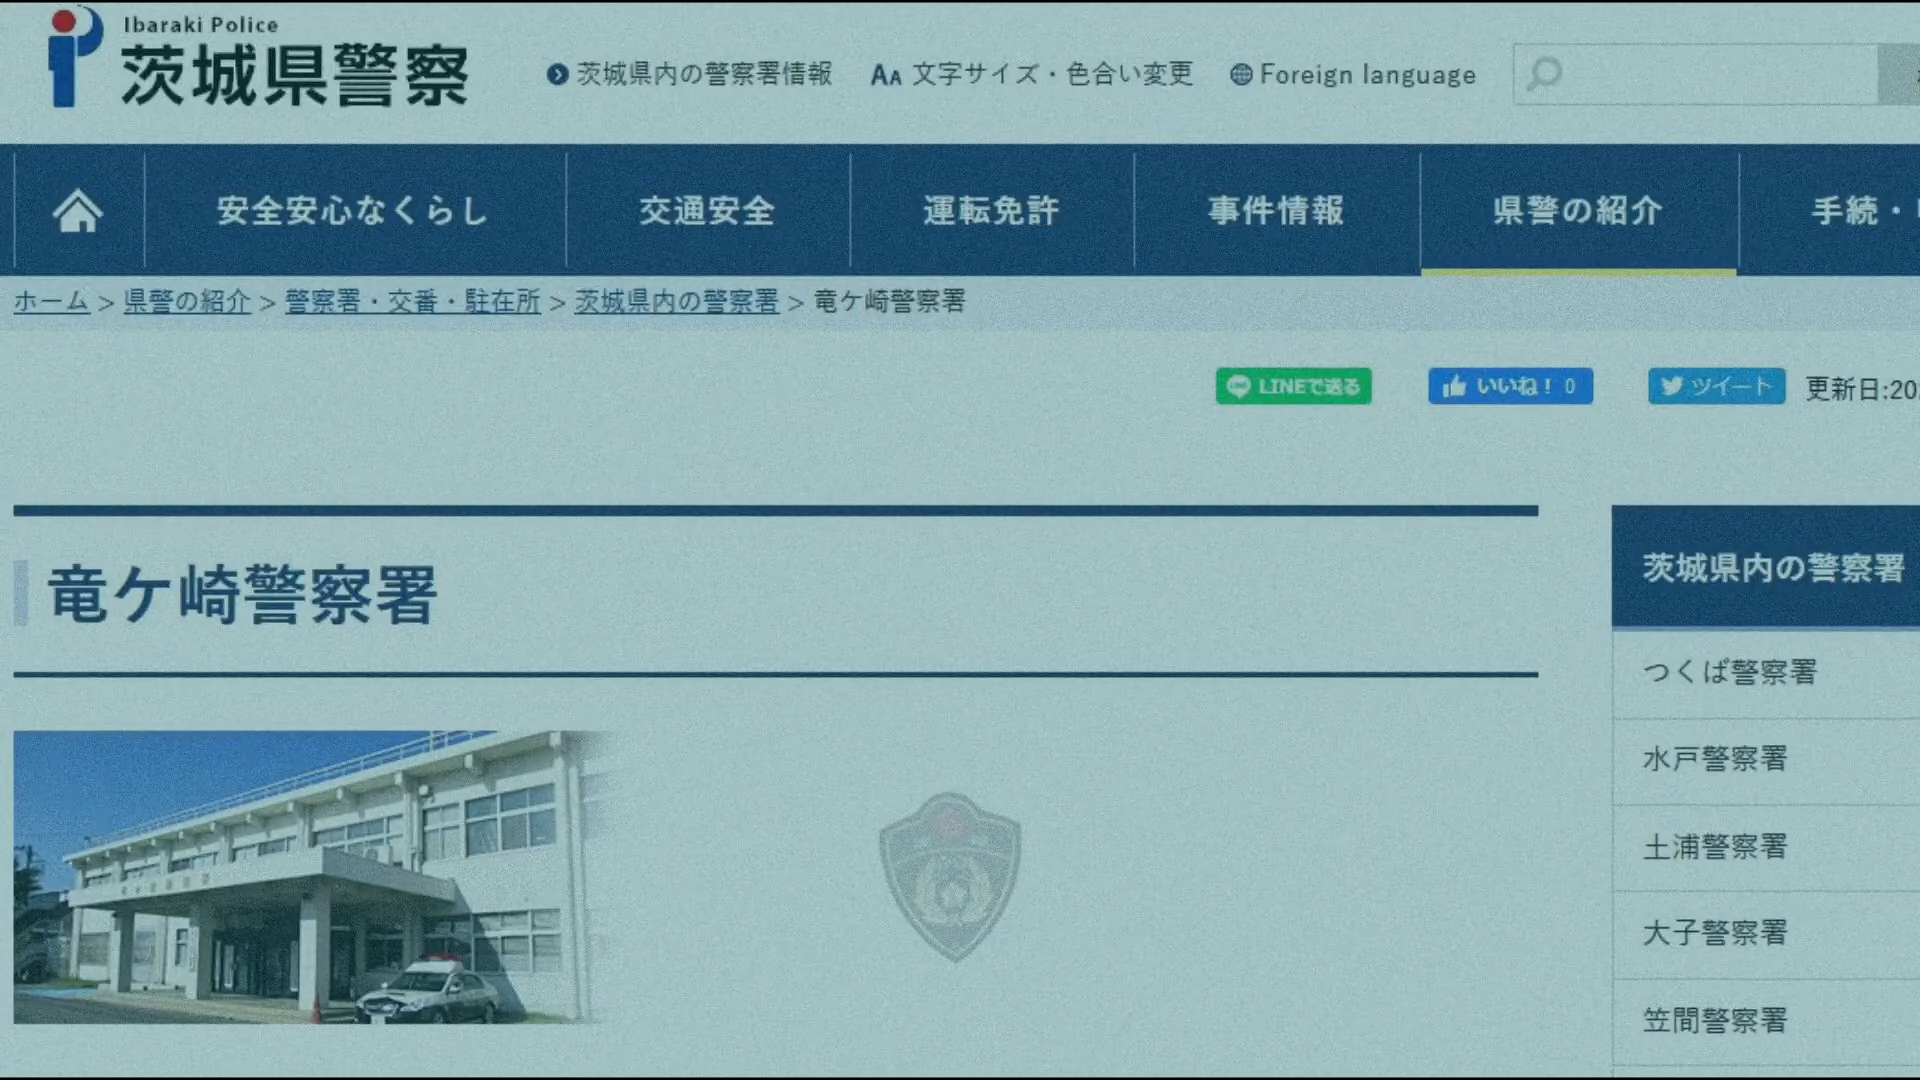 Ibaraki Police
茨城県警察
茨城県内の警察署情報
AA 文字サイズ・色合い変更
Foreign language
安全安心なくらし
交通安全
運転免許
事件情報
県警の紹介
手続・
ホーム > 県警の紹介 > 警察署・交番・駐在所 > 茨城県内の警察署 > 竜ケ崎警察署
LINEで送る
いいね！ 0
ツイート
更新日:20
竜ケ崎警察署
茨城県内の警察署
つくば警察署
水戸警察署
土浦警察署
大子警察署
笠間警察署